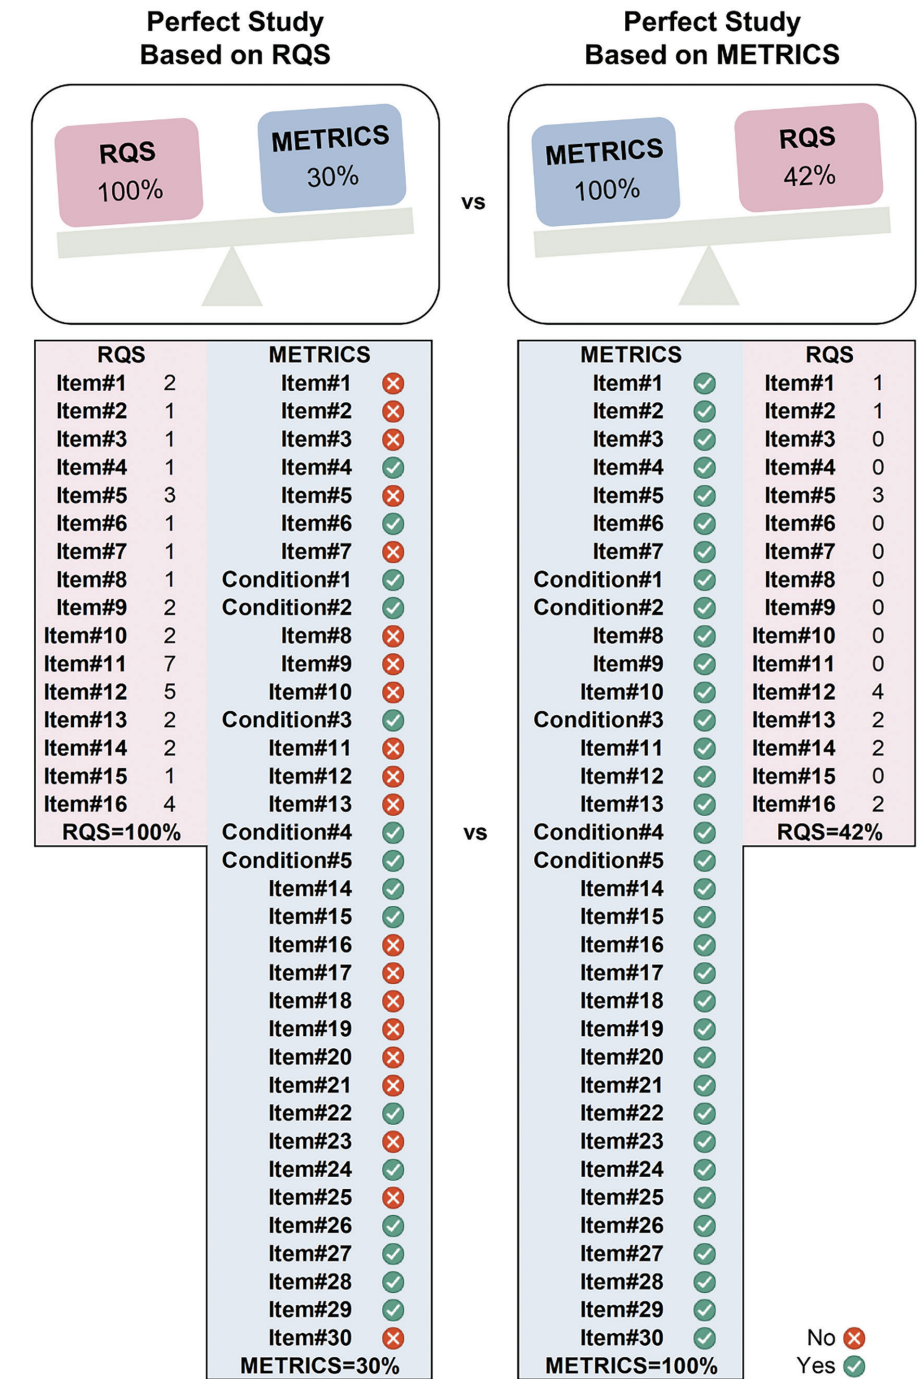 Perfect Study
Based on RQS
Perfect Study
Based on METRICS
RQS
100%
METRICS
30%
vs
METRICS
100%
RQS
42%
RQS METRICS
Item#1 2 Item#1
Item#2 1 Item#2
Item#3 1 Item#3
Item#4 1 Item#4
Item#5 3 Item#5
Item#6 1 Item#6
Item#7 1 Item#7
Item#8 1 Condition#1
Item#9 2 Condition#2
Item#10 2 Item#8
Item#11 7 Item#9
Item#12 5 Item#10
Item#13 2 Condition#3
Item#14 2 Item#11
Item#15 1 Item#12
Item#16 4 Item#13
RQS=100% Condition#4
Condition#5
Item#14
Item#15
Item#16
Item#17
Item#18
Item#19
Item#20
Item#21
Item#22
Item#23
Item#24
Item#25
Item#26
Item#27
Item#28
Item#29
Item#30
METRICS=30%
vs
METRICS RQS
Item#1 Item#1 1
Item#2 Item#2 1
Item#3 Item#3 0
Item#4 Item#4 0
Item#5 Item#5 3
Item#6 Item#6 0
Item#7 Item#7 0
Condition#1 Item#8 0
Condition#2 Item#9 0
Item#8 Item#10 0
Item#9 Item#11 0
Item#10 Item#12 4
Condition#3 Item#13 2
Item#11 Item#14 2
Item#12 Item#15 0
Item#13 Item#16 2
Condition#4 RQS=42%
Condition#5
Item#14
Item#15
Item#16
Item#17
Item#18
Item#19
Item#20
Item#21
Item#22
Item#23
Item#24
Item#25
Item#26
Item#27
Item#28
Item#29
Item#30
METRICS=100%
No
Yes